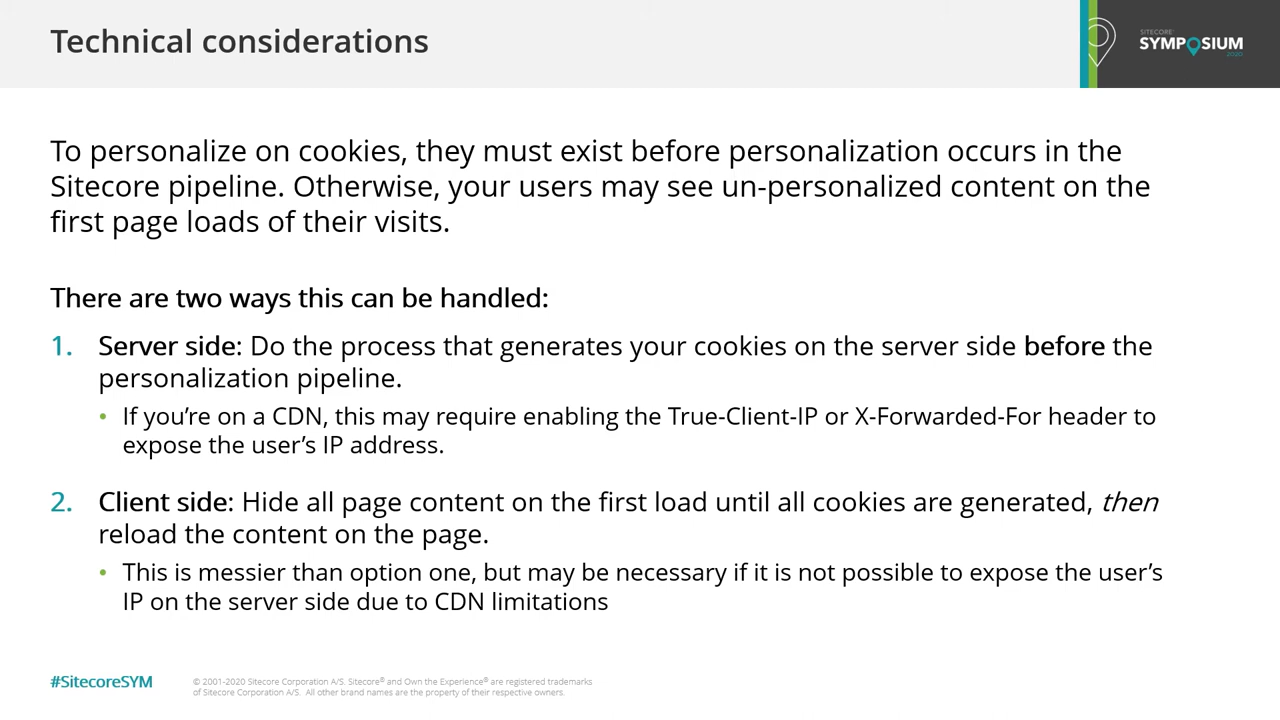 Technical considerations
SITECORE
SYMPOSIUM
2020
To personalize on cookies, they must exist before personalization occurs in the
Sitecore pipeline. Otherwise, your users may see un-personalized content on the
first page loads of their visits.
There are two ways this can be handled:
1. Server side: Do the process that generates your cookies on the server side before the
personalization pipeline.
• If you’re on a CDN, this may require enabling the True-Client-IP or X-Forwarded-For header to
expose the user’s IP address.
2. Client side: Hide all page content on the first load until all cookies are generated, then
reload the content on the page.
• This is messier than option one, but may be necessary if it is not possible to expose the user’s
IP on the server side due to CDN limitations
#SitecoreSYM
© 2001-2020 Sitecore Corporation A/S. Sitecore® and Own the Experience® are registered trademarks
of Sitecore Corporation A/S. All other brand names are the property of their respective owners.